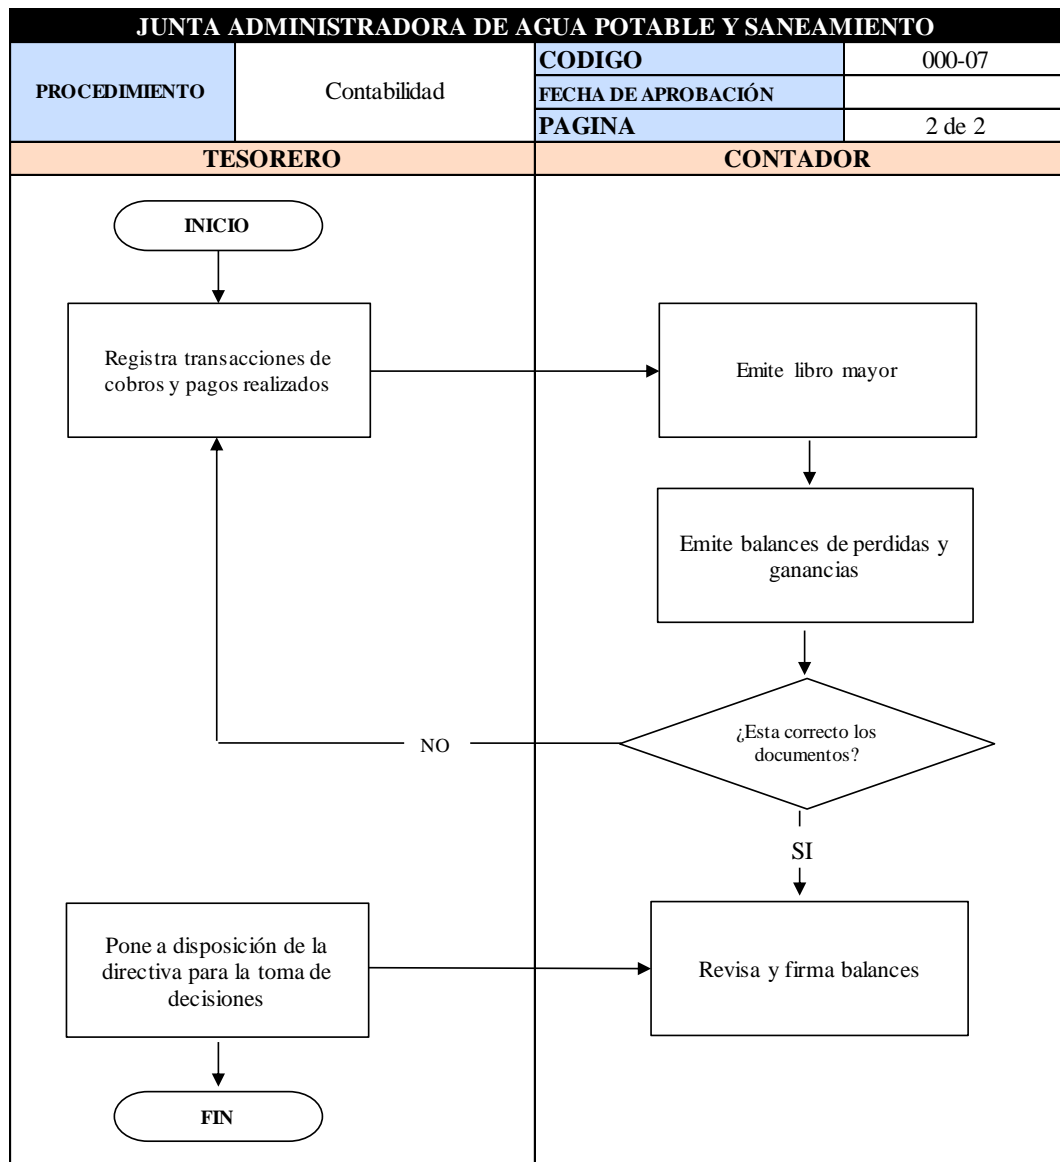 JUNTA ADMINISTRADORA DE AGUA POTABLE Y SANEAMIENTO
PROCEDIMIENTO
Contabilidad
CODIGO
000-07
FECHA DE APROBACIÓN
PAGINA
2 de 2
TESORERO
CONTADOR
INICIO
Registra transacciones de
cobros y pagos realizados
Emite libro mayor
Emite balances de perdidas y
ganancias
¿Esta correcto los
documentos?
NO
SI
Pone a disposición de la
directiva para la toma de
decisiones
Revisa y firma balances
FIN